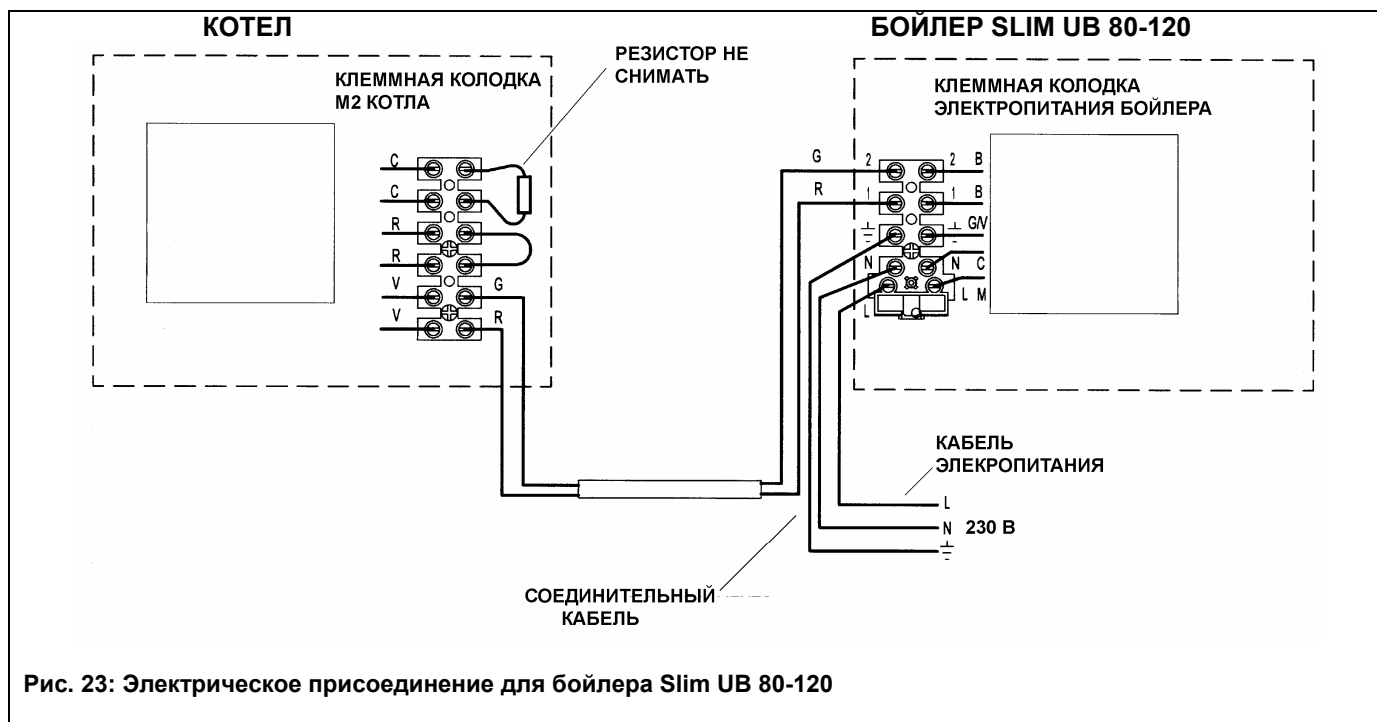 КОТЕЛ
БОЙЛЕР SLIM UB 80-120
РЕЗИСТОР НЕ
СНИМАТЬ
КЛЕММНАЯ КОЛОДКА
М2 КОТЛА
КЛЕММНАЯ КОЛОДКА
ЭЛЕКТРОПИТАНИЯ БОЙЛЕРА
C
C
R
R
V
V
G
R
G
R
2
1
N
L
2 B
1 B
G/V
N C
L M
КАБЕЛЬ
ЭЛЕКРОПИТАНИЯ
L
N 230 В
СОЕДИНИТЕЛЬНЫЙ
КАБЕЛЬ
Рис. 23: Электрическое присоединение для бойлера Slim UB 80-120